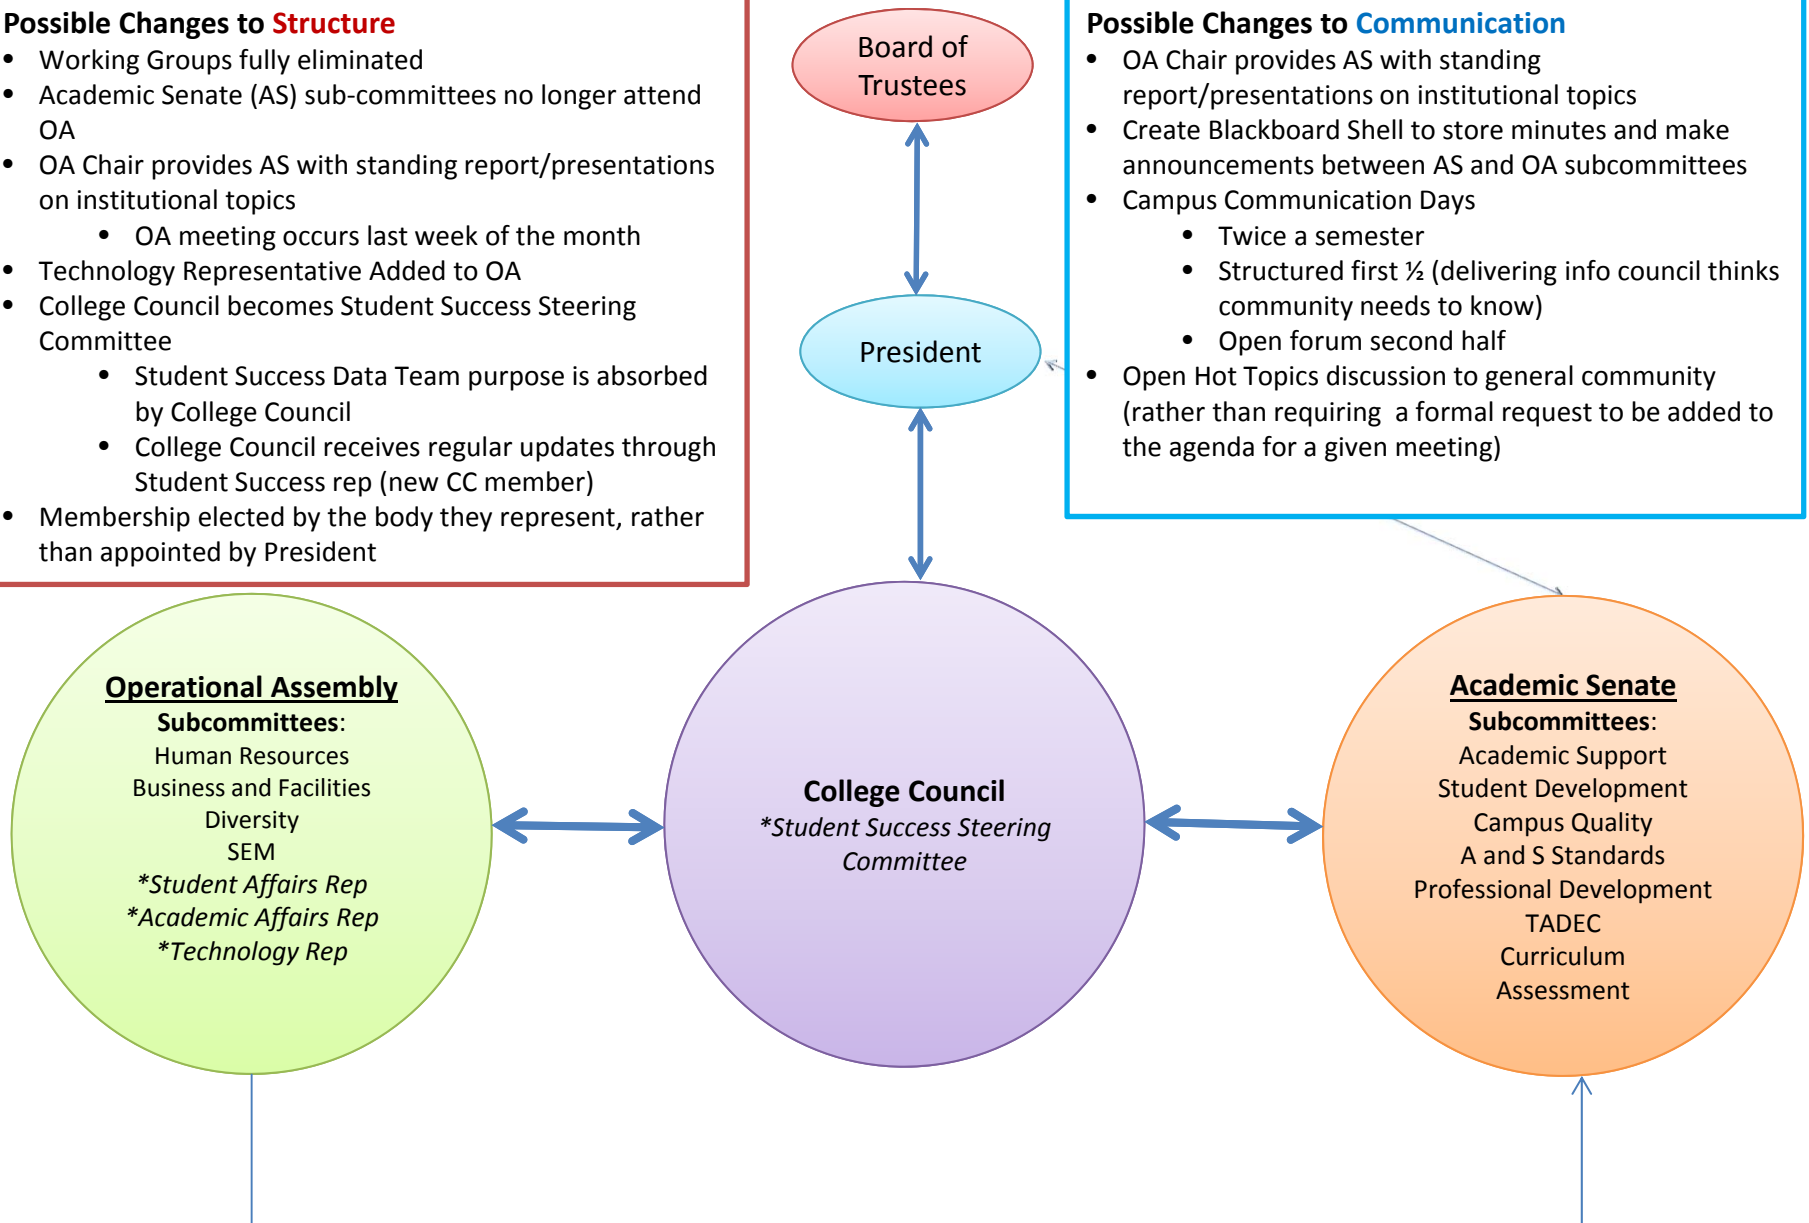 Possible Changes to Structure
• Working Groups fully eliminated
• Academic Senate (AS) sub-committees no longer attend
OA
• OA Chair provides AS with standing report/presentations
on institutional topics
• OA meeting occurs last week of the month
• Technology Representative Added to OA
• College Council becomes Student Success Steering
Committee
• Student Success Data Team purpose is absorbed
by College Council
• College Council receives regular updates through
Student Success rep (new CC member)
• Membership elected by the body they represent, rather
than appointed by President
Board of
Trustees
President
Possible Changes to Communication
• OA Chair provides AS with standing
report/presentations on institutional topics
• Create Blackboard Shell to store minutes and make
announcements between AS and OA subcommittees
• Campus Communication Days
• Twice a semester
• Structured first ½ (delivering info council thinks
community needs to know)
• Open forum second half
• Open Hot Topics discussion to general community
(rather than requiring  a formal request to be added to
the agenda for a given meeting)
Operational Assembly
Subcommittees:
Human Resources
Business and Facilities
Diversity
SEM
*Student Affairs Rep
*Academic Affairs Rep
*Technology Rep
College Council
*Student Success Steering
Committee
Academic Senate
Subcommittees:
Academic Support
Student Development
Campus Quality
A and S Standards
Professional Development
TADEC
Curriculum
Assessment